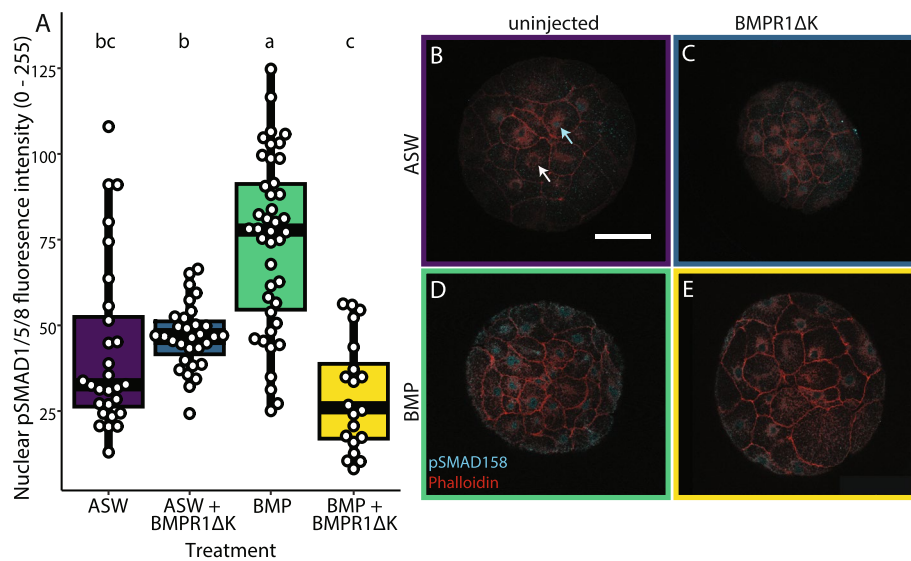 A
Nuclear pSMAD1/5/8 fluoresence intensity (0 - 255)
125
100
75
50
25
bc
b
a
c
ASW
ASW +
BMPR1ΔK
BMP
BMP +
BMPR1ΔK
Treatment
uninjected
BMPR1ΔK
ASW
BMP
B
C
D
pSMAD158
Phalloidin
E